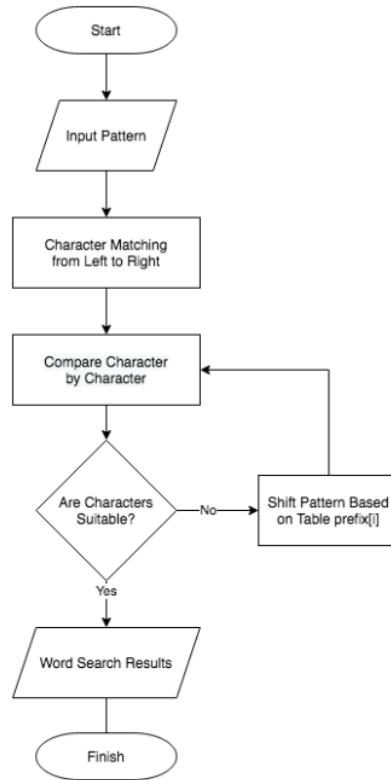 Start
Input Pattern
Character Matching
from Left to Right
Compare Character
by Character
Are Characters
Suitable?
No
Shift Pattern Based
on Table prefix[i]
Yes
Word Search Results
Finish